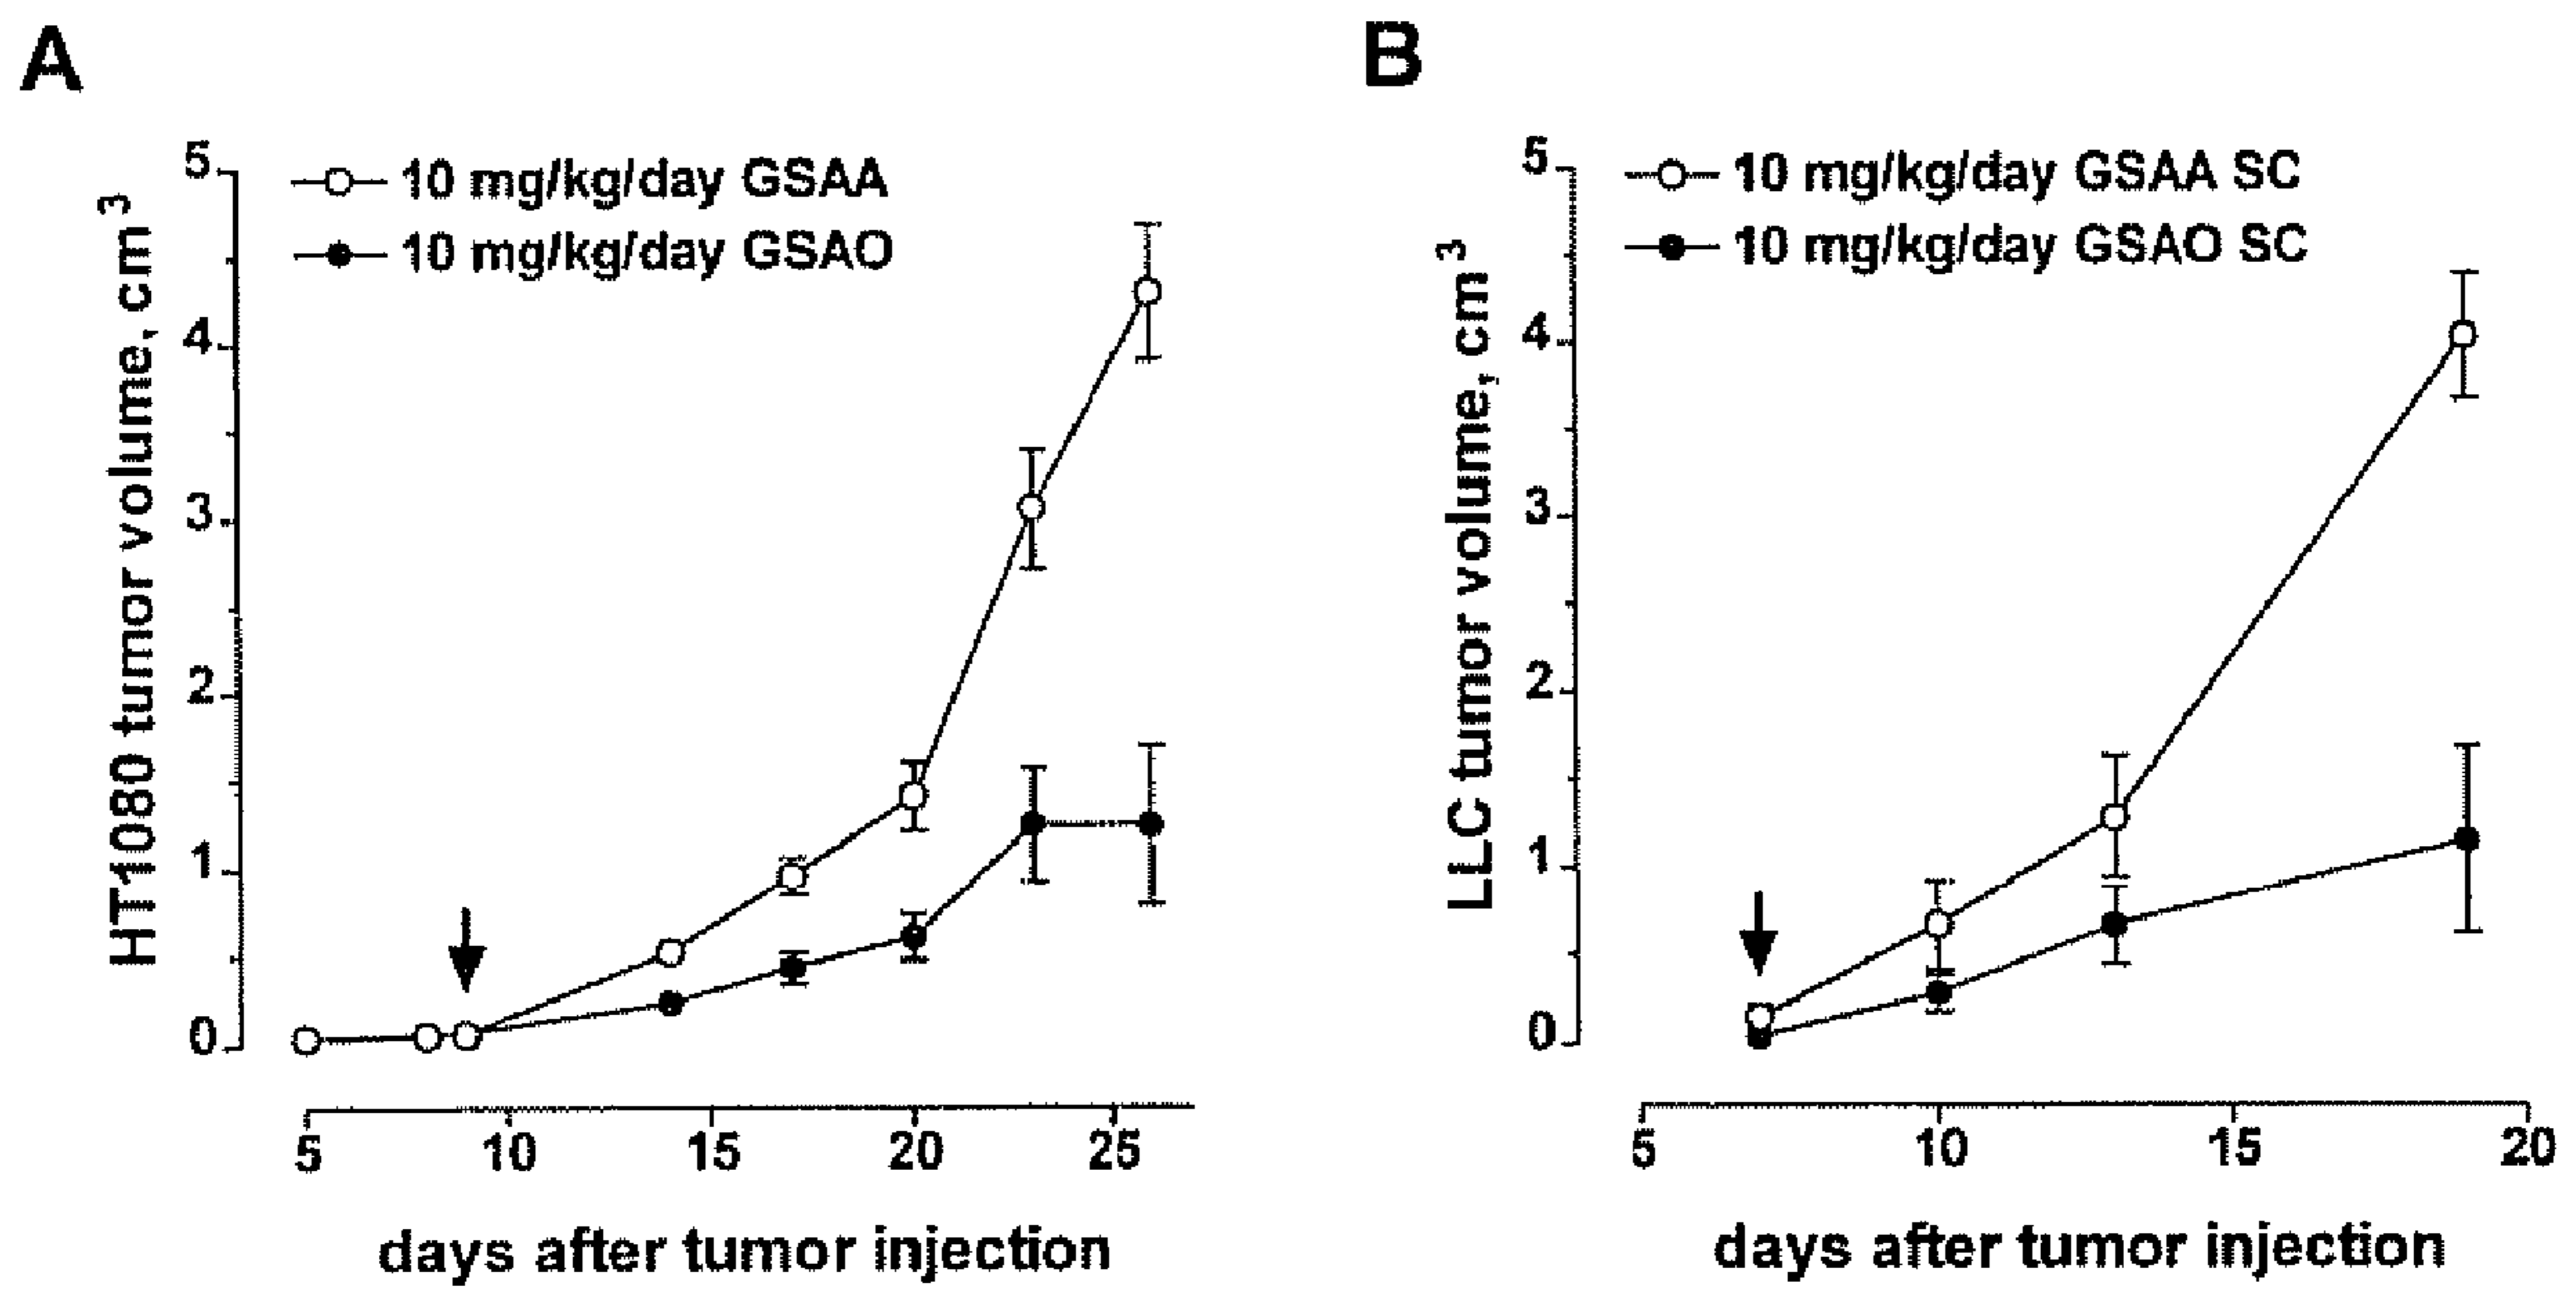 A
HT1080 tumor volume, cm³
5
4
3
2
1
0
10 mg/kg/day GSAA
10 mg/kg/day GSAO
5 10 15 20 25
days after tumor injection
B
LLC tumor volume, cm³
5
4
3
2
1
0
10 mg/kg/day GSAA SC
10 mg/kg/day GSAO SC
5 10 15 20
days after tumor injection